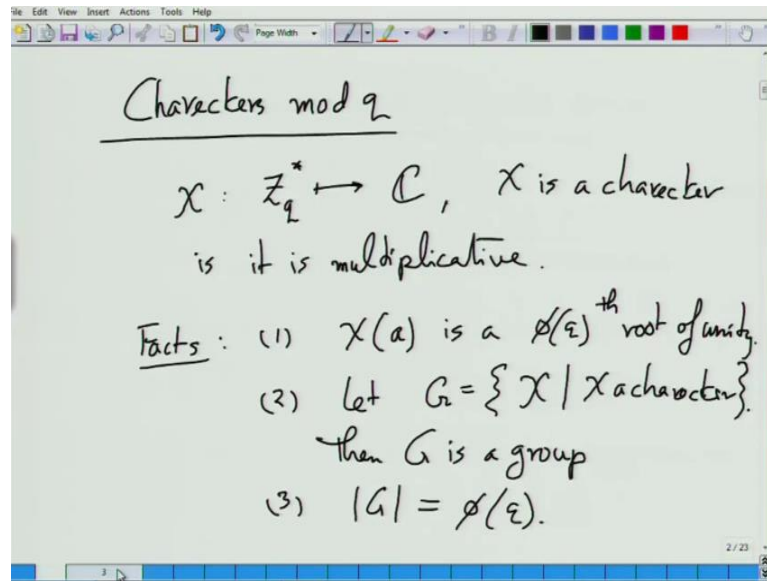 File Edit View Insert Actions Tools Help
Page Width
Charecters mod q
χ : Z_q^* ↦ ℂ, χ is a charecter
is it is multiplicative.
Facts : (1) χ(a) is a φ(q)^th root of unity.
(2) Let G = { χ | χ a charecter}.
then G is a group
(3) |G| = φ(q).
2 / 23
3